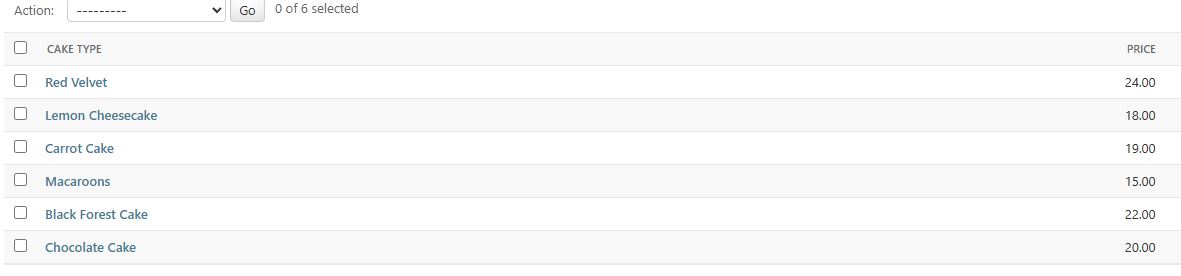 Action: --------- Go 0 of 6 selected
CAKE TYPE PRICE
Red Velvet 24.00
Lemon Cheesecake 18.00
Carrot Cake 19.00
Macaroons 15.00
Black Forest Cake 22.00
Chocolate Cake 20.00